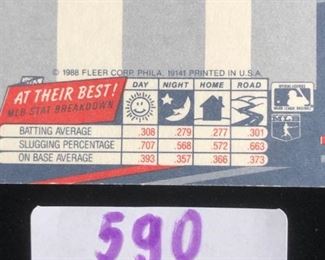 © 1988 FLEER CORP. PHILA. 19141 PRINTED IN U.S.A.
AT THEIR BEST!
MLB STAT BREAKDOWN
DAY NIGHT HOME ROAD
BATTING AVERAGE .308 .279 .277 .301
SLUGGING PERCENTAGE .707 .568 .572 .663
ON BASE AVERAGE .393 .357 .366 .373
590